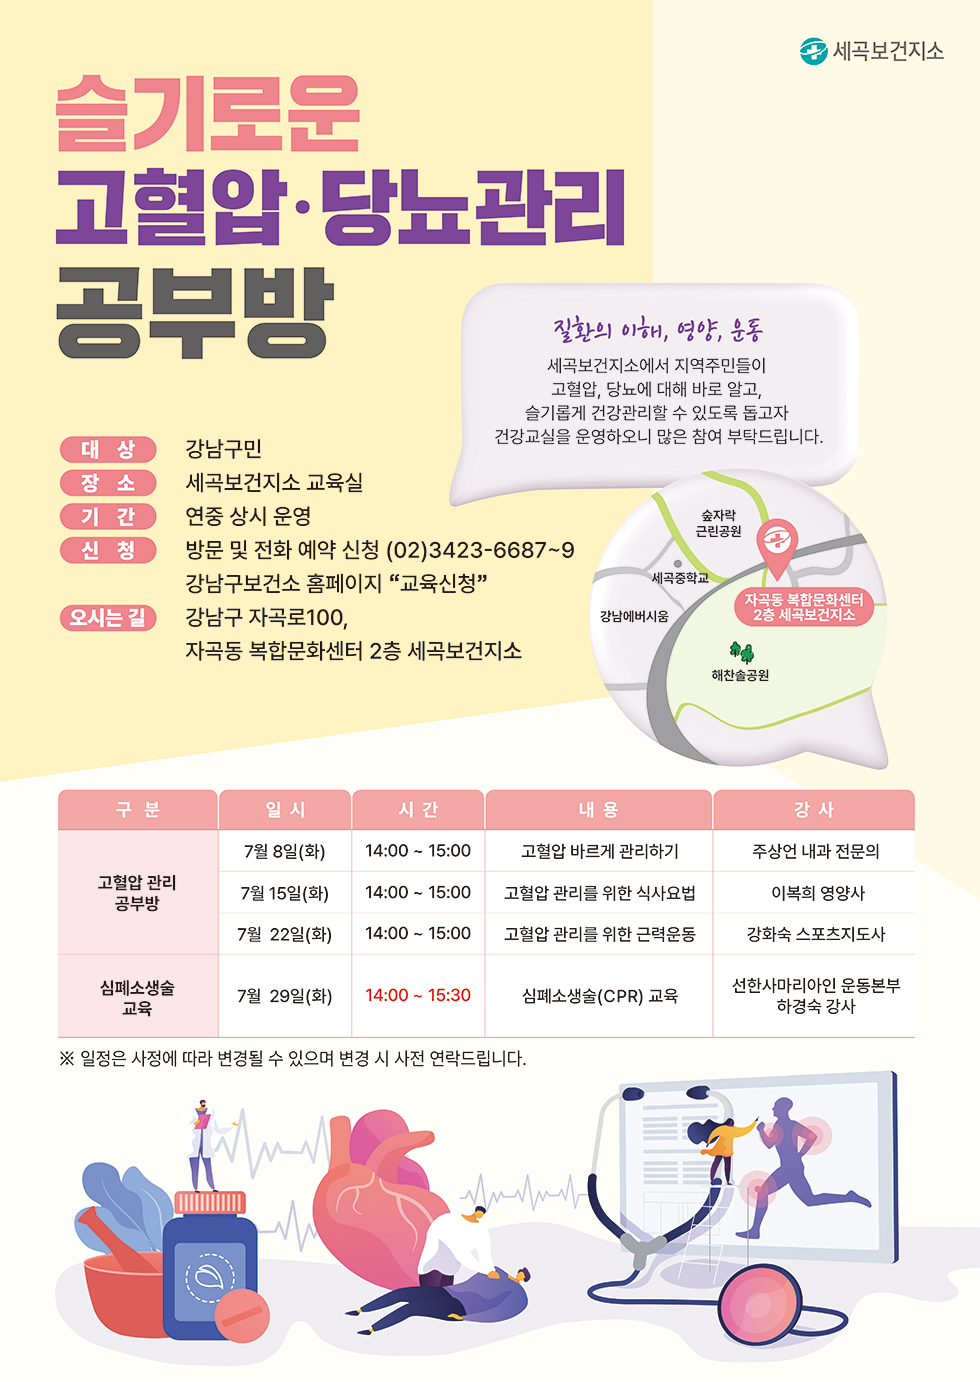 세곡보건지소
슬기로운
고혈압·당뇨관리
공부방
질환의 이해, 영양, 운동
세곡보건지소에서 지역주민들이
고혈압, 당뇨에 대해 바로 알고,
슬기롭게 건강관리할 수 있도록 돕고자
건강교실을 운영하오니 많은 참여 부탁드립니다.
대 상 강남구민
장 소 세곡보건지소 교육실
기 간 연중 상시 운영
신 청 방문 및 전화 예약 신청 (02)3423-6687~9
강남구보건소 홈페이지 “교육신청”
오시는 길 강남구 자곡로100,
자곡동 복합문화센터 2층 세곡보건지소
숲자락
근린공원
세곡중학교
강남에버시움
자곡동 복합문화센터
2층 세곡보건지소
해찬솔공원
구 분 일 시 시 간 내 용 강 사
고혈압 관리
공부방
7월 8일(화) 14:00 ~ 15:00 고혈압 바르게 관리하기 주상언 내과 전문의
7월 15일(화) 14:00 ~ 15:00 고혈압 관리를 위한 식사요법 이복희 영양사
7월 22일(화) 14:00 ~ 15:00 고혈압 관리를 위한 근력운동 강화숙 스포츠지도사
심폐소생술
교육
7월 29일(화) 14:00 ~ 15:30 심폐소생술(CPR) 교육 선한사마리아인 운동본부
하경숙 강사
※ 일정은 사정에 따라 변경될 수 있으며 변경 시 사전 연락드립니다.